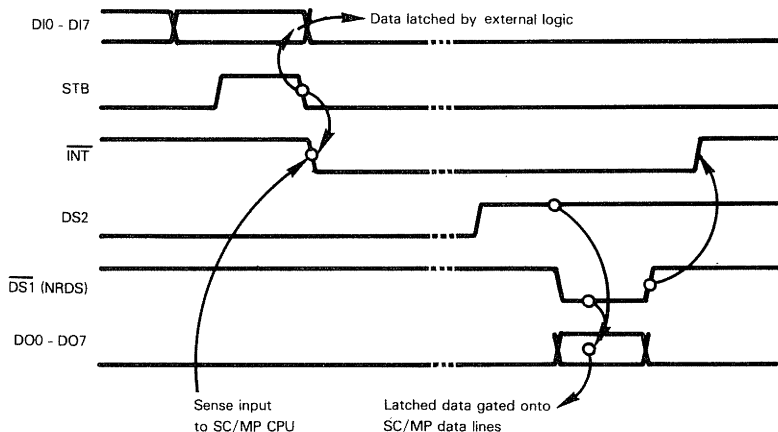 DI0 - DI7
Data latched by external logic
STB
INT
DS2
DS1 (NRDS)
DO0 - DO7
Sense input
to SC/MP CPU
Latched data gated onto
SC/MP data lines